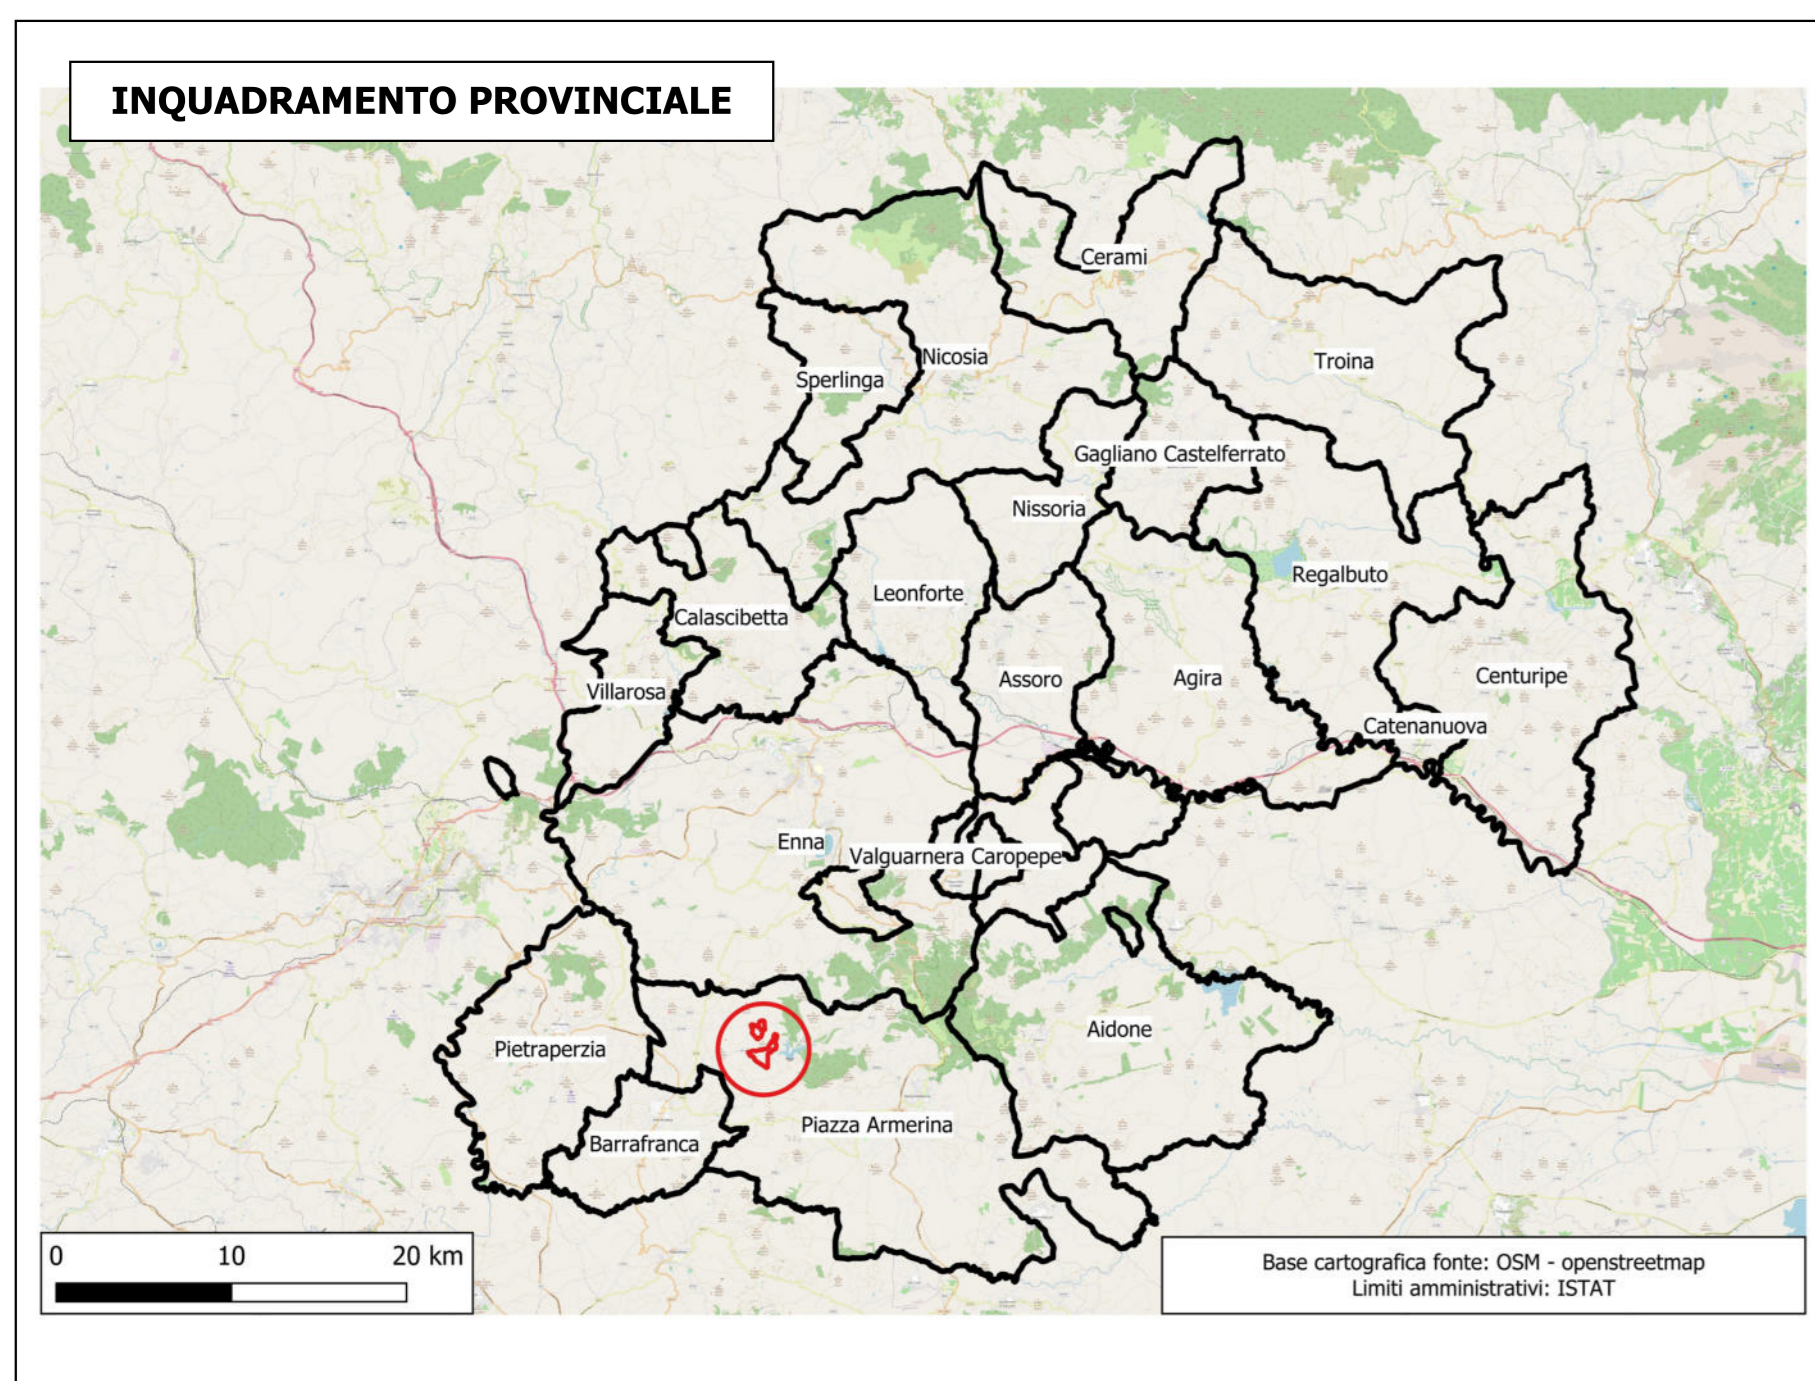 INQUADRAMENTO PROVINCIALE
Cerami
Nicosia
Troina
Sperlinga
Gagliano Castelferrato
Nissoria
Regalbuto
Leonforte
Calascibetta
Assoro
Agira
Centuripe
Villarosa
Catenanuova
Enna
Valguarnera Caropepe
Aidone
Pietraperzia
Piazza Armerina
Barrafranca
0 10 20 km
Base cartografica fonte: OSM - openstreetmap
Limiti amministrativi: ISTAT